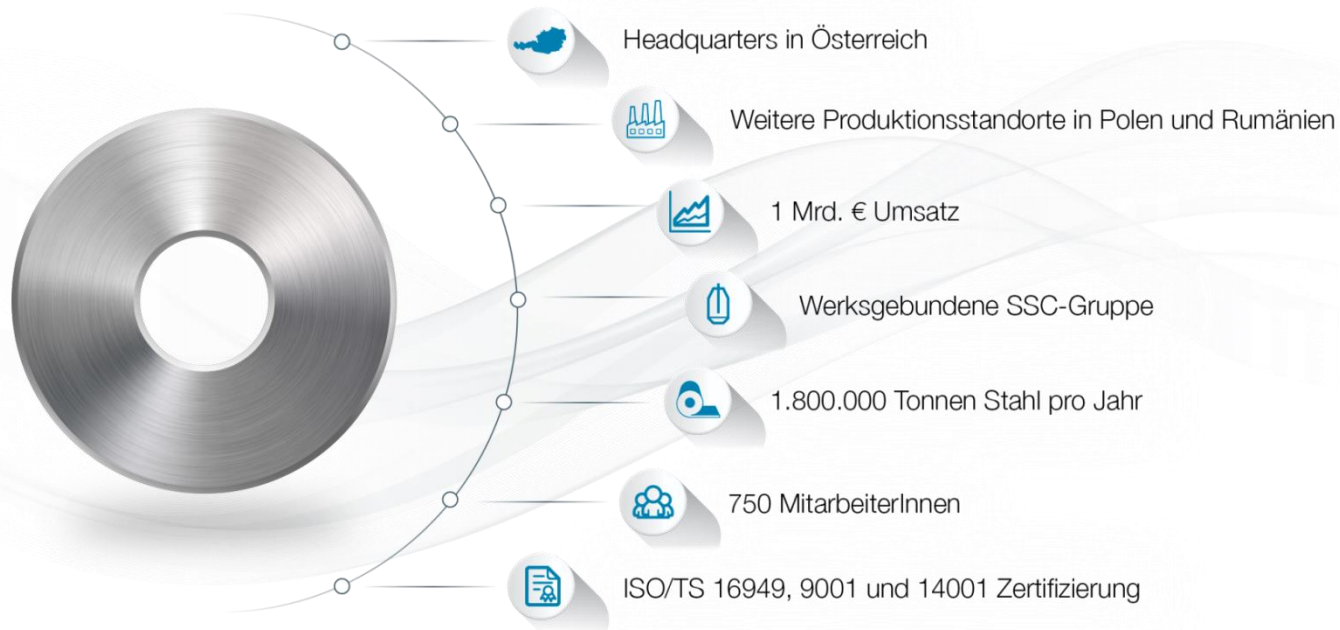 Headquarters in Österreich
Weitere Produktionsstandorte in Polen und Rumänien
1 Mrd. € Umsatz
Werksgebundene SSC-Gruppe
1.800.000 Tonnen Stahl pro Jahr
750 MitarbeiterInnen
ISO/TS 16949, 9001 und 14001 Zertifizierung